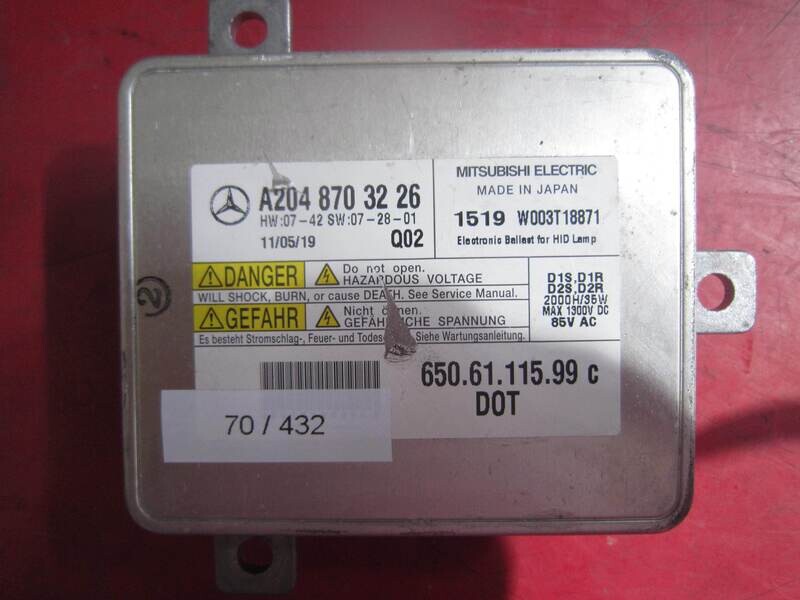 A204 870 32 26
HW:07-42 SW:07-28-01
11/05/19 Q02
MITSUBISHI ELECTRIC
MADE IN JAPAN
1519 W003T18871
Electronic Ballast for HID Lamp
DANGER
Do not open.
HAZARDOUS VOLTAGE
WILL SHOCK, BURN, or cause DEATH. See Service Manual.
GEFAHR
Nicht öffnen.
GEFÄHRLICHE SPANNUNG
Es besteht Stromschlag-, Feuer- und Siehe Wartungsanleitung.
D1S,D1R
D2S,D2R
2000H/35W
MAX 1300V DC
85V AC
650.61.115.99 c
DOT
70 / 432
2